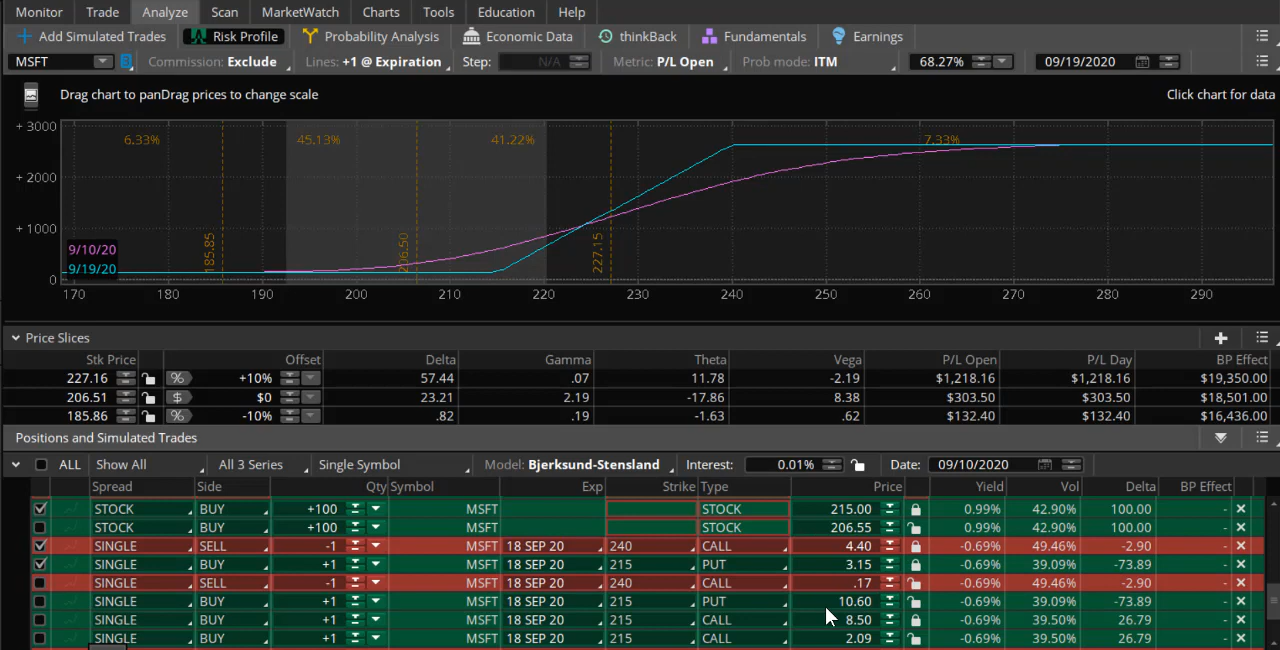 Monitor Trade Analyze Scan MarketWatch Charts Tools Education Help
Add Simulated Trades Risk Profile Probability Analysis Economic Data thinkBack Fundamentals Earnings
MSFT Commission: Exclude Lines: +1 @ Expiration Step: N/A Metric: P/L Open Prob mode: ITM 68.27% 09/19/2020
Drag chart to panDrag prices to change scale Click chart for data
+ 3000 6.33% 45.13% 41.22% 7.33%
+ 2000
+ 1000
185.85 206.50 227.15
9/10/20
9/19/20
0
170 180 190 200 210 220 230 240 250 260 270 280 290
Price Slices
Stk Price Offset Delta Gamma Theta Vega P/L Open P/L Day BP Effect
227.16 % +10% 57.44 .07 11.78 -2.19 $1,218.16 $1,218.16 $19,350.00
206.51 $ $0 23.21 2.19 -17.86 8.38 $303.50 $303.50 $18,501.00
185.86 % -10% .82 .19 -1.63 .62 $132.40 $132.40 $16,436.00
Positions and Simulated Trades
ALL Show All All 3 Series Single Symbol Model: Bjerksund-Stensland Interest: 0.01% Date: 09/10/2020
Spread Side Qty Symbol Exp Strike Type Price Yield Vol Delta BP Effect
STOCK BUY +100 MSFT STOCK 215.00 0.99% 42.90% 100.00 -
STOCK BUY +100 MSFT STOCK 206.55 0.99% 42.90% 100.00 -
SINGLE SELL -1 MSFT 18 SEP 20 240 CALL 4.40 -0.69% 49.46% -2.90 -
SINGLE BUY +1 MSFT 18 SEP 20 215 PUT 3.15 -0.69% 39.09% -73.89 -
SINGLE SELL -1 MSFT 18 SEP 20 240 CALL .17 -0.69% 49.46% -2.90 -
SINGLE BUY +1 MSFT 18 SEP 20 215 PUT 10.60 -0.69% 39.09% -73.89 -
SINGLE BUY +1 MSFT 18 SEP 20 215 CALL 8.50 -0.69% 39.50% 26.79 -
SINGLE BUY +1 MSFT 18 SEP 20 215 CALL 2.09 -0.69% 39.50% 26.79 -